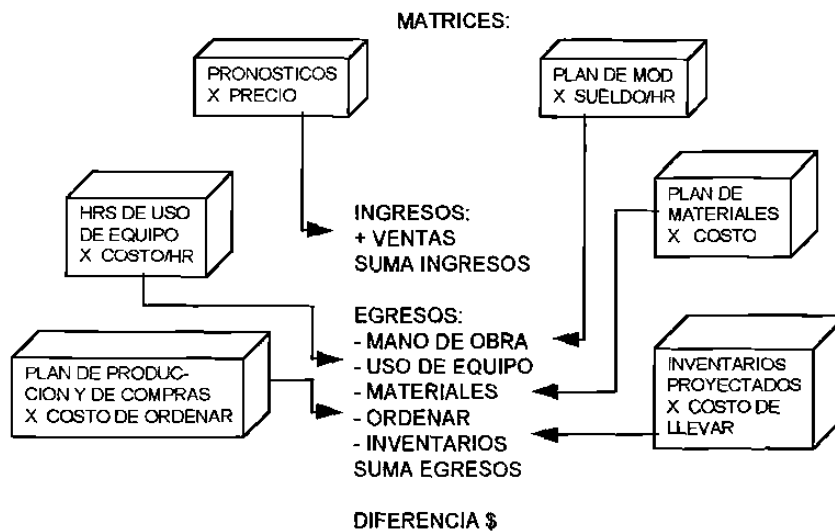 MATRICES:
PRONOSTICOS
X PRECIO
PLAN DE MOD
X SUELDO/HR
HRS DE USO
DE EQUIPO
X COSTO/HR
PLAN DE
MATERIALES
X COSTO
INGRESOS:
+ VENTAS
SUMA INGRESOS
EGRESOS:
- MANO DE OBRA
- USO DE EQUIPO
- MATERIALES
- ORDENAR
- INVENTARIOS
SUMA EGRESOS
PLAN DE PRODUC-
CION Y DE COMPRAS
X COSTO DE ORDENAR
INVENTARIOS
PROYECTADOS
X COSTO DE
LLEVAR
DIFERENCIA $